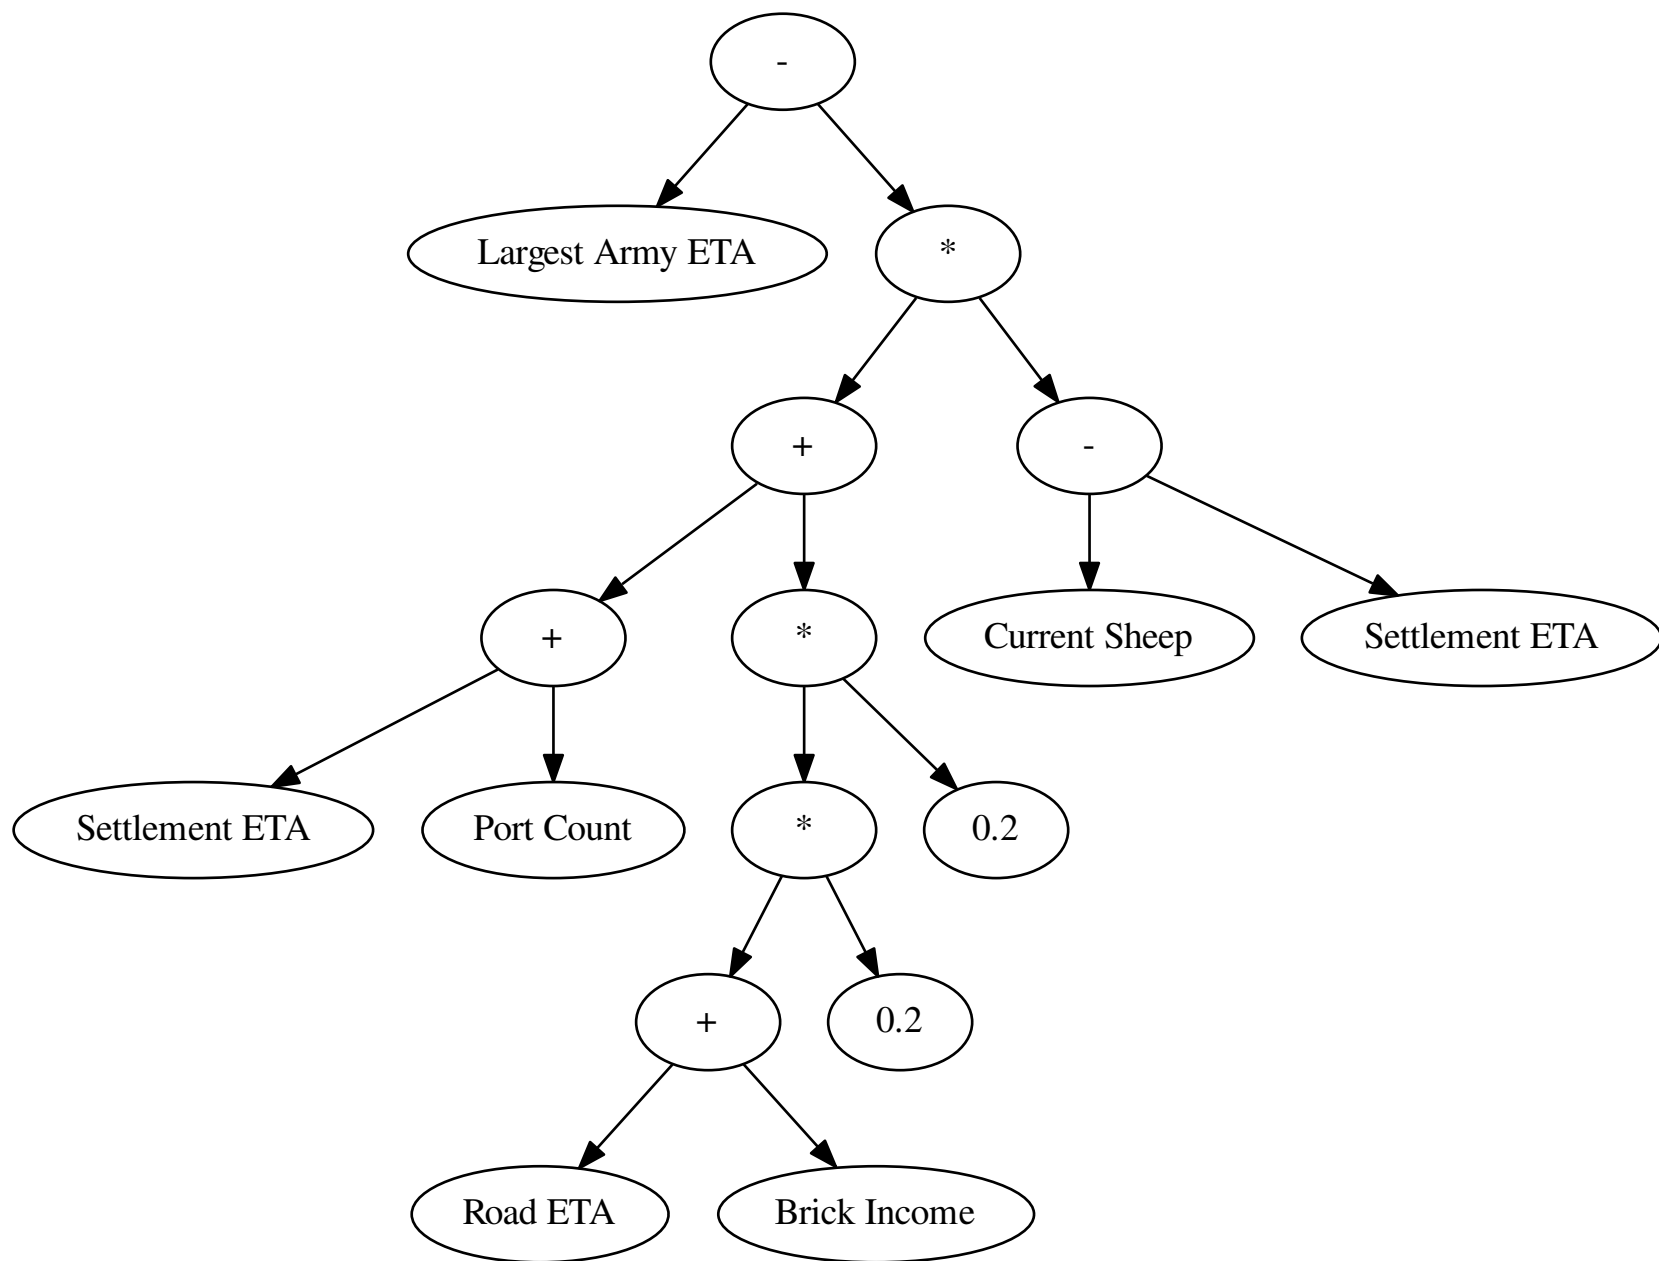 -
Largest Army ETA
*
+
-
+
*
Current Sheep
Settlement ETA
Settlement ETA
Port Count
*
0.2
+
0.2
Road ETA
Brick Income